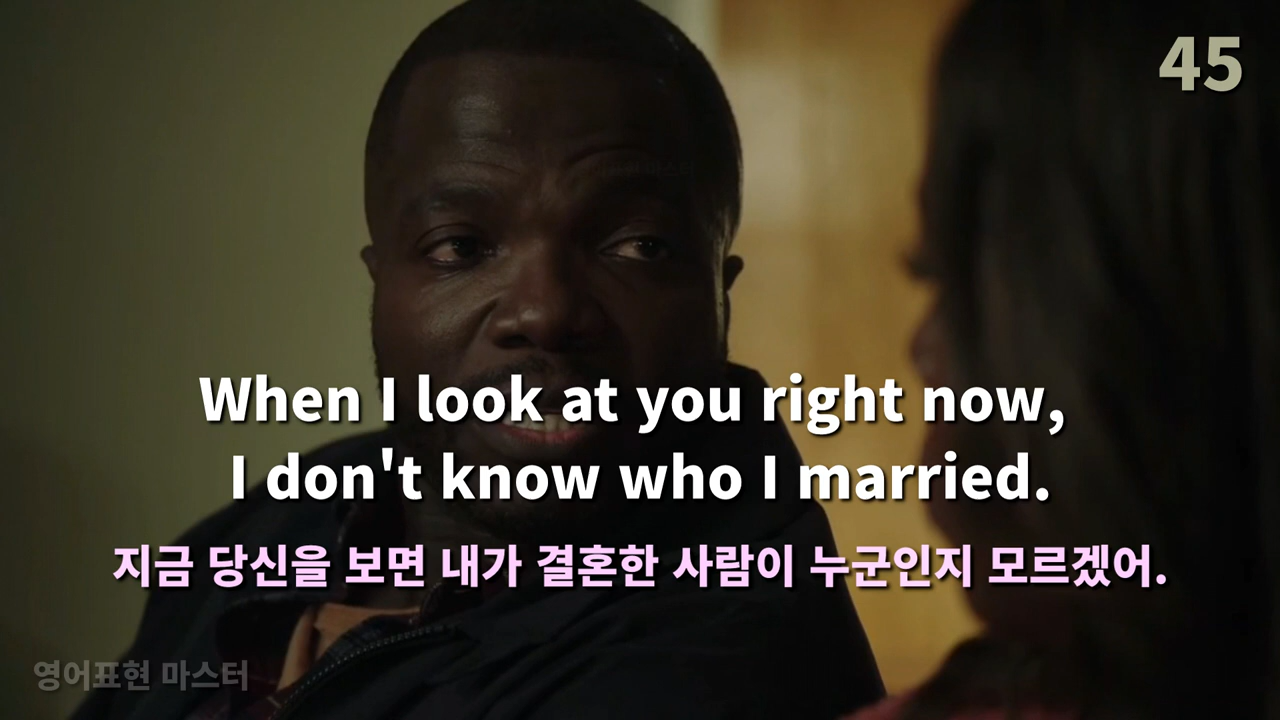 45
When I look at you right now,
I don't know who I married.
지금 당신을 보면 내가 결혼한 사람이 누군인지 모르겠어.
영어표현 마스터